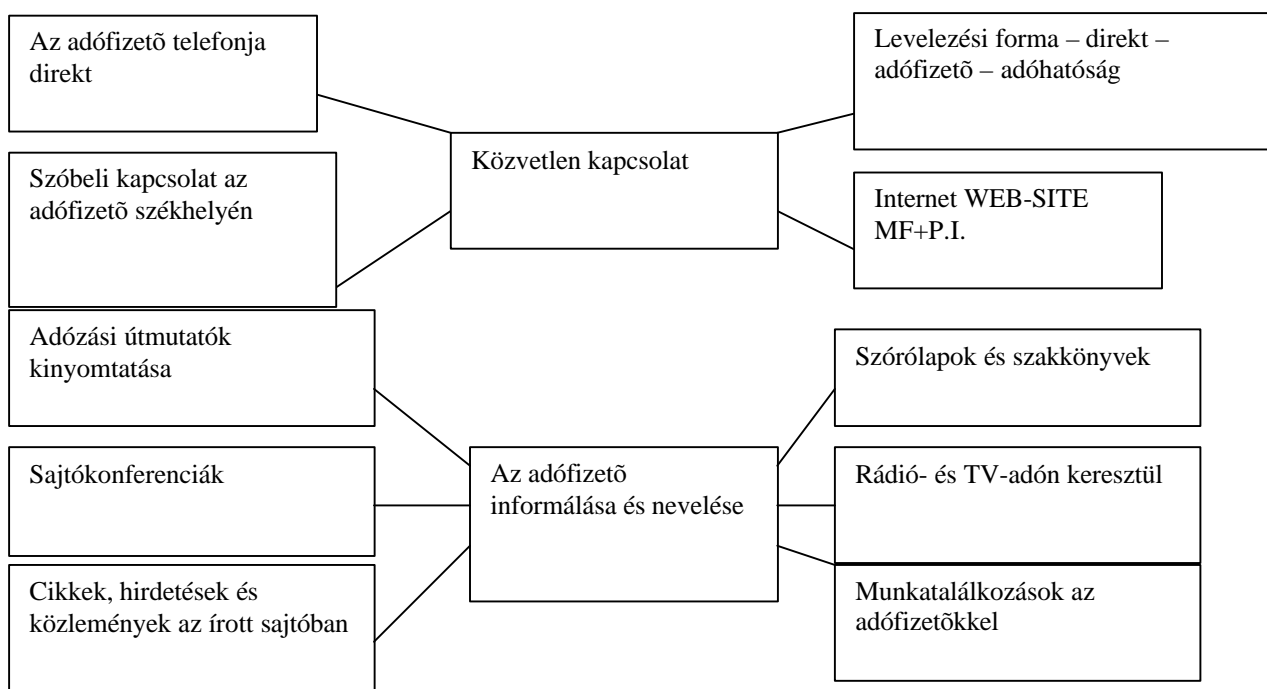 Az adófizetõ telefonja
direkt
Levelezési forma – direkt –
adófizetõ – adóhatóság
Közvetlen kapcsolat
Szóbeli kapcsolat az
adófizetõ székhelyén
Internet WEB-SITE
MF+P.I.
Adózási útmutatók
kinyomtatása
Szórólapok és szakkönyvek
Sajtókonferenciák
Az adófizetõ
informálása és nevelése
Rádió- és TV-adón keresztül
Cikkek, hirdetések és
közlemények az írott sajtóban
Munkatalálkozások az
adófizetõkkel